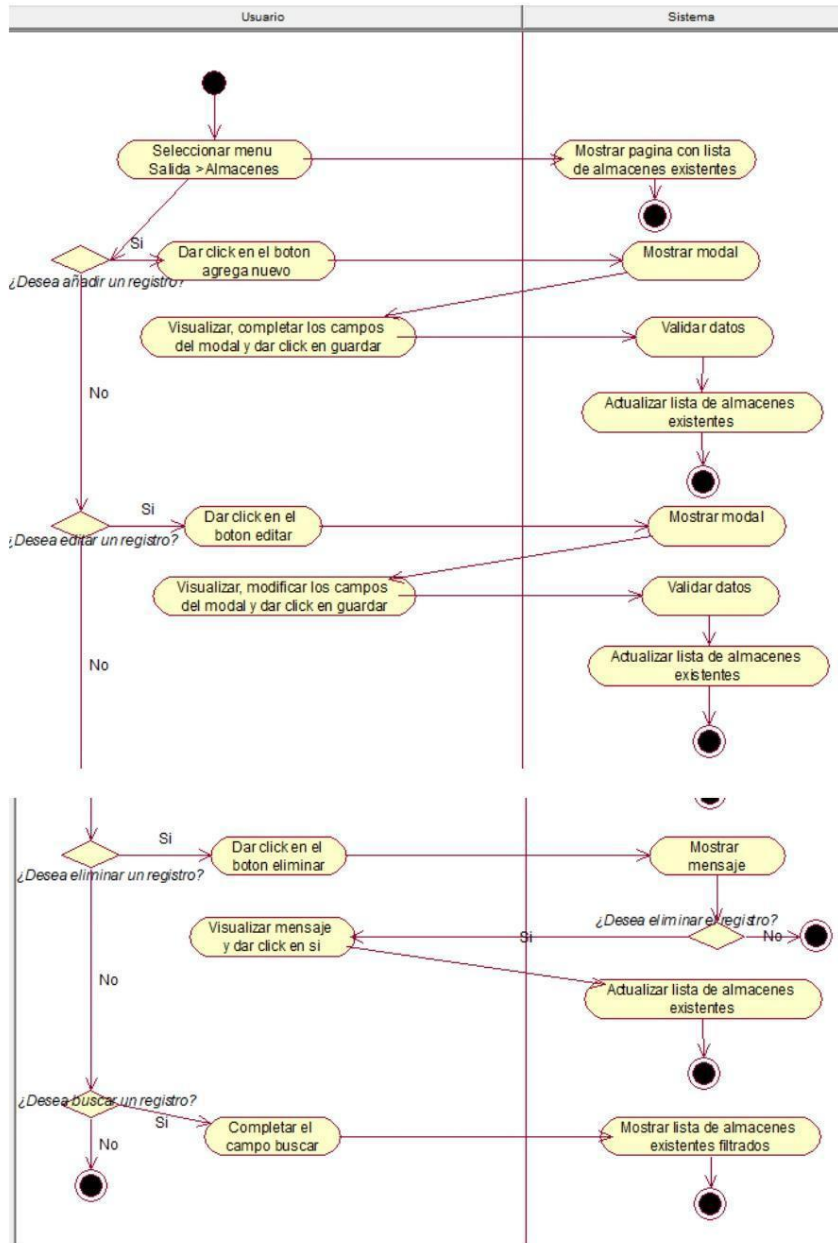 Usuario
Sistema
Seleccionar menu
Salida >Almacenes
Mostrar pagina con lista
de almacenes existentes
Si
Dar click en el boton
agrega nuevo
Mostrar modal
¿Desea añadir un registro?
Visualizar, completar los campos
del modal y dar click en guardar
Validar datos
No
Actualizar lista de almacenes
existentes
Si
Dar click en el
boton editar
Mostrar modal
¿Desea editar un registro?
Visualizar, modificar los campos
del modal y dar click en guardar
Validar datos
No
Actualizar lista de almacenes
existentes
Si
Dar click en el
boton eliminar
Mostrar
mensaje
¿Desea eliminar un registro?
Visualizar mensaje
y dar click en si
Si
¿Desea eliminar el registro?
No
No
Actualizar lista de almacenes
existentes
¿Desea buscar un registro?
Si
Completar el
campo buscar
Mostrar lista de almacenes
existentes filtrados
No